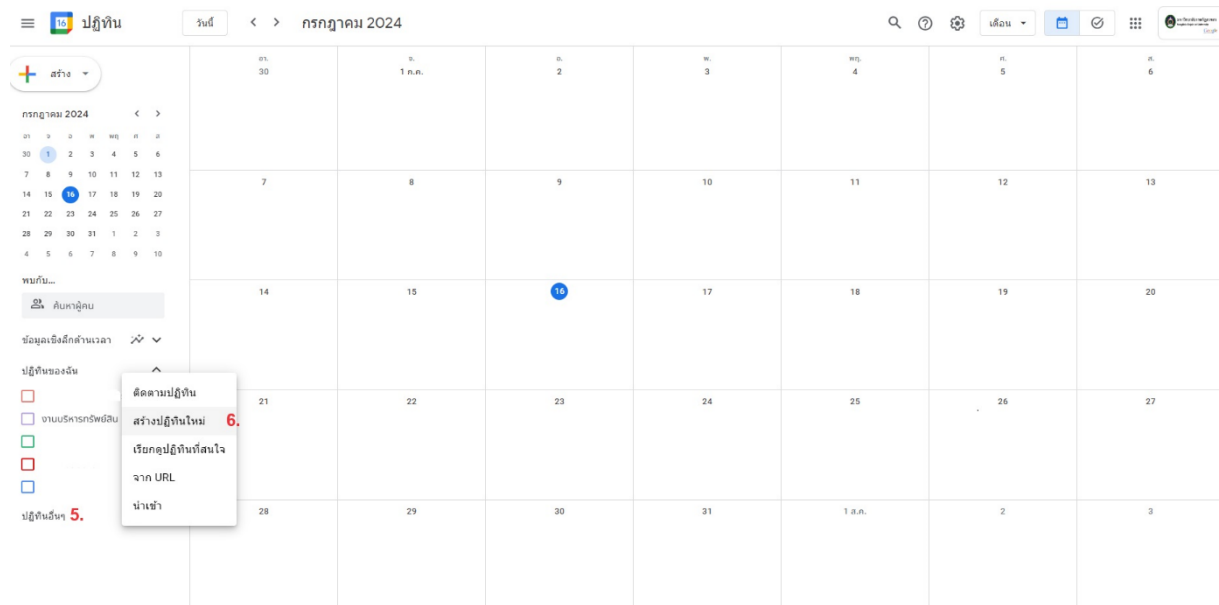 16 ปฏิทิน วันนี้ กรกฎาคม 2024 เดือน
สร้าง
กรกฎาคม 2024
อา จ อ พ พฤ ศ ส
30 1 2 3 4 5 6
7 8 9 10 11 12 13
14 15 16 17 18 19 20
21 22 23 24 25 26 27
28 29 30 31 1 2 3
4 5 6 7 8 9 10
พบกับ...
ค้นหาผู้คน
ข้อมูลเชิงลึกด้านเวลา
ปฏิทินของฉัน
งานบริหารทรัพย์สิน
ปฏิทินอื่นๆ 5.
ติดตามปฏิทิน
สร้างปฏิทินใหม่ 6.
เรียกดูปฏิทินที่สนใจ
จาก URL
นำเข้า
อา. จ. อ. พ. พฤ. ศ. ส.
30 1 ก.ค. 2 3 4 5 6
7 8 9 10 11 12 13
14 15 16 17 18 19 20
21 22 23 24 25 26 27
28 29 30 31 1 ส.ค. 2 3